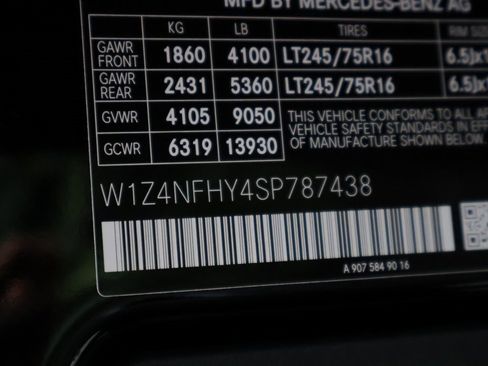 MFD BY MERCEDES-BENZ AG
KG LB TIRES RIM SIZE
GAWR FRONT 1860 4100 LT245/75R16 6.5Jx1
GAWR REAR 2431 5360 LT245/75R16 6.5Jx1
GVWR 4105 9050 THIS VEHICLE CONFORMS TO ALL AP
VEHICLE SAFETY STANDARDS IN EFF
GCWR 6319 13930 OF MANUFACTURE SHOWN BELOW.
W1Z4NFHY4SP787438
A 907 584 90 16